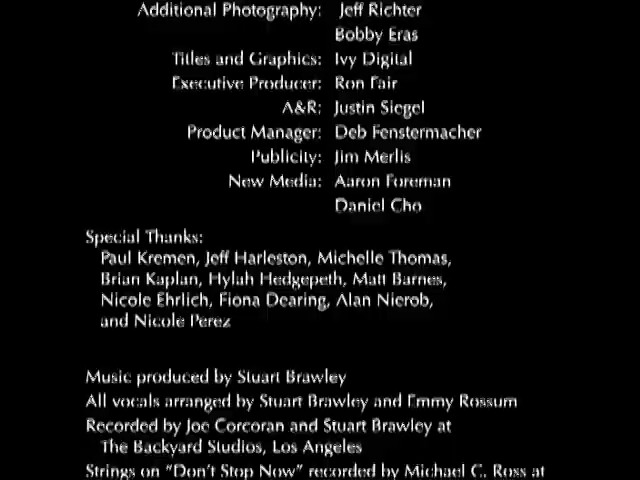 Additional Photography: Jeff Richter
Bobby Eras
Titles and Graphics: Ivy Digital
Executive Producer: Ron Fair
A&R: Justin Siegel
Product Manager: Deb Fenstermacher
Publicity: Jim Merlis
New Media: Aaron Foreman
Daniel Cho
Special Thanks:
Paul Kremen, Jeff Harleston, Michelle Thomas,
Brian Kaplan, Hylah Hedgepeth, Matt Barnes,
Nicole Ehrlich, Fiona Dearing, Alan Nierob,
and Nicole Perez
Music produced by Stuart Brawley
All vocals arranged by Stuart Brawley and Emmy Rossum
Recorded by Joe Corcoran and Stuart Brawley at
The Backyard Studios, Los Angeles
Strings on "Don't Stop Now" recorded by Michael C. Ross at